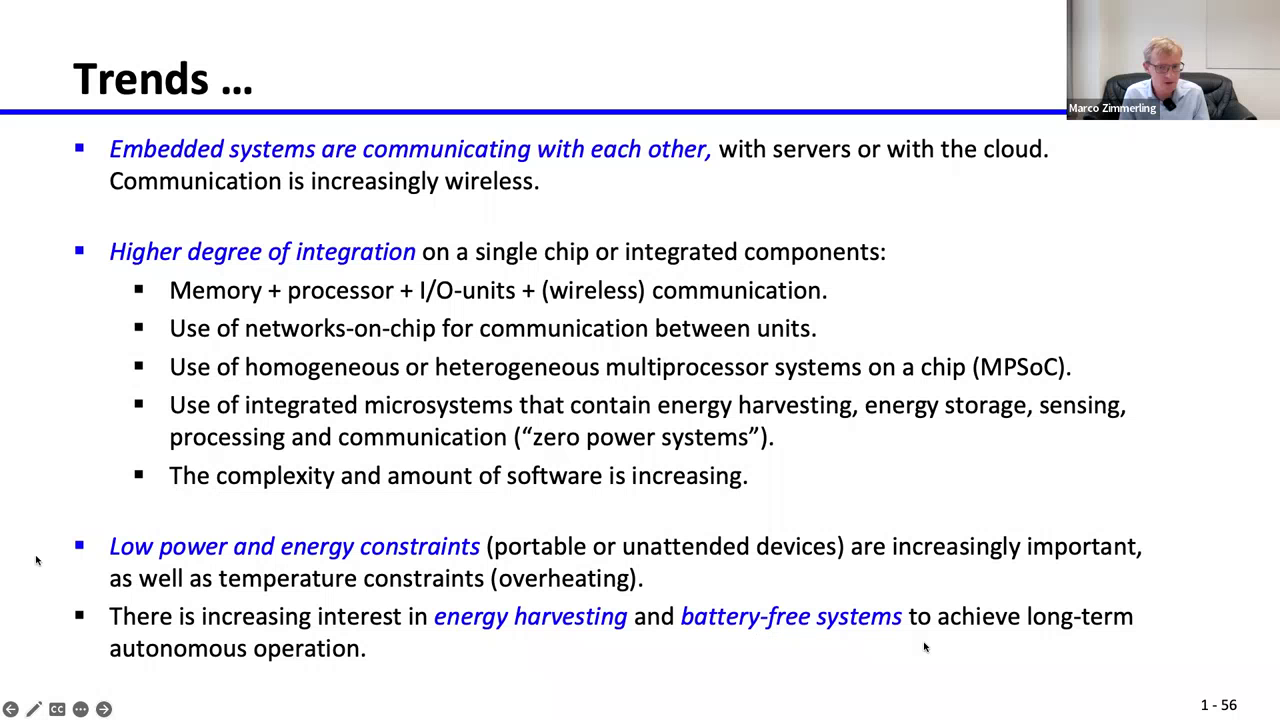 Trends ...
Marco Zimmerling
Embedded systems are communicating with each other, with servers or with the cloud.
Communication is increasingly wireless.
Higher degree of integration on a single chip or integrated components:
Memory + processor + I/O-units + (wireless) communication.
Use of networks-on-chip for communication between units.
Use of homogeneous or heterogeneous multiprocessor systems on a chip (MPSoC).
Use of integrated microsystems that contain energy harvesting, energy storage, sensing,
processing and communication (“zero power systems”).
The complexity and amount of software is increasing.
Low power and energy constraints (portable or unattended devices) are increasingly important,
as well as temperature constraints (overheating).
There is increasing interest in energy harvesting and battery-free systems to achieve long-term
autonomous operation.
CC
1 - 56